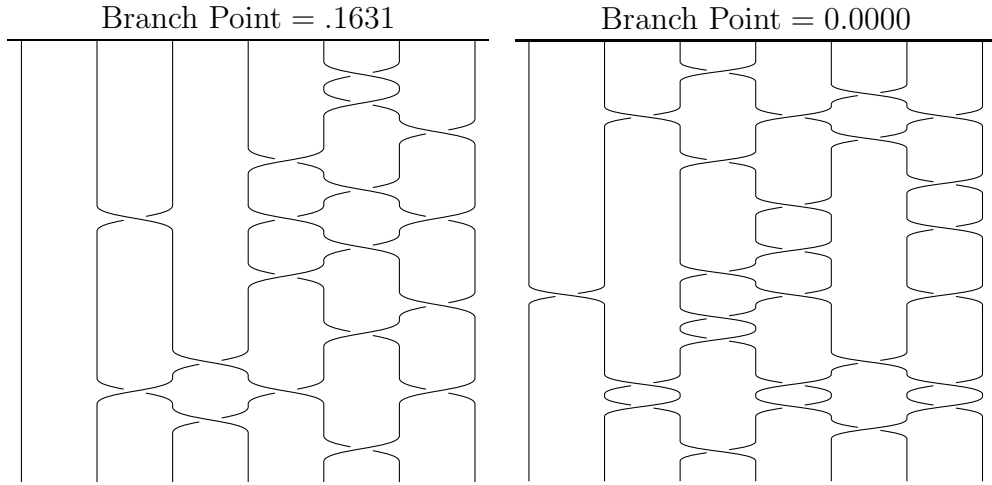 Branch Point = .1631
Branch Point = 0.0000